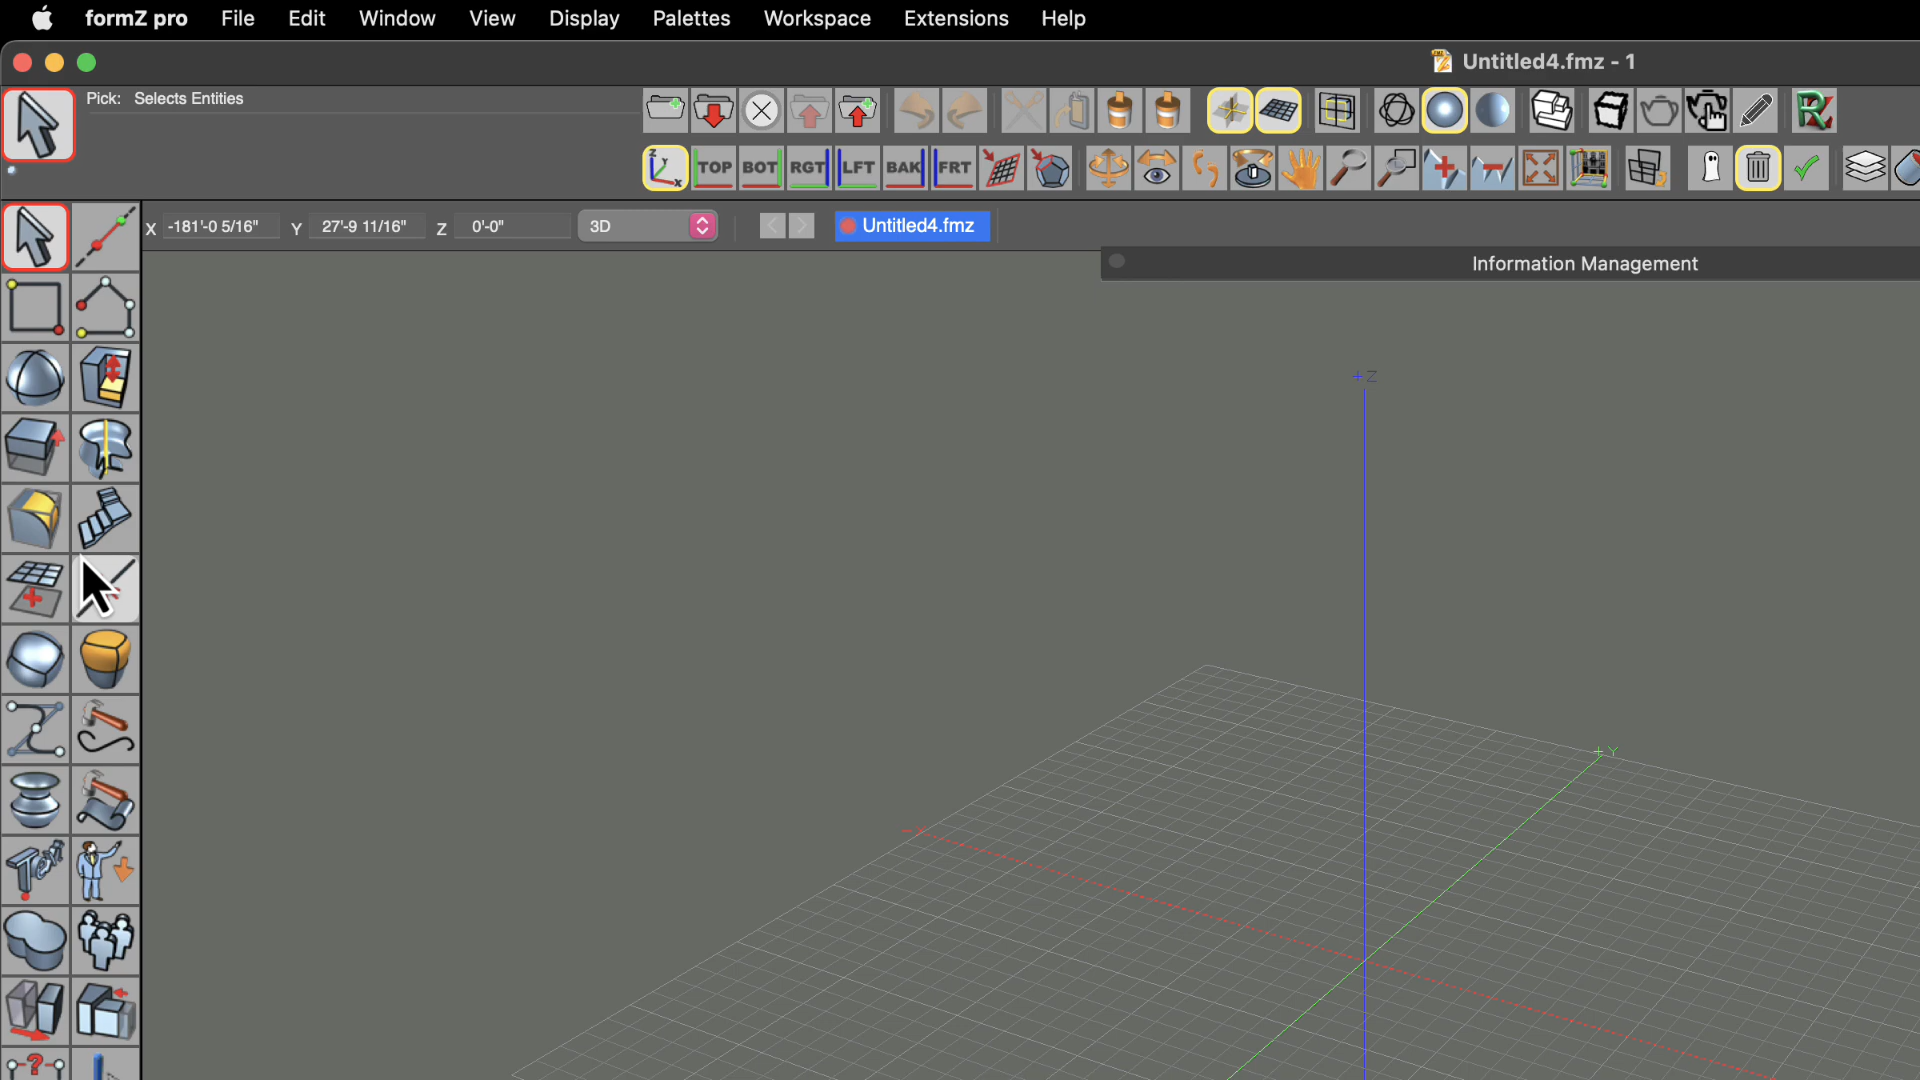 formZ pro File Edit Window View Display Palettes Workspace Extensions Help
Untitled4.fmz - 1
Pick: Selects Entities
Z Y X TOP BOT RGT LFT BAK FRT
X -181'-0 5/16" Y 27'-9 11/16" Z 0'-0" 3D Untitled4.fmz
Information Management
+Z
+Y